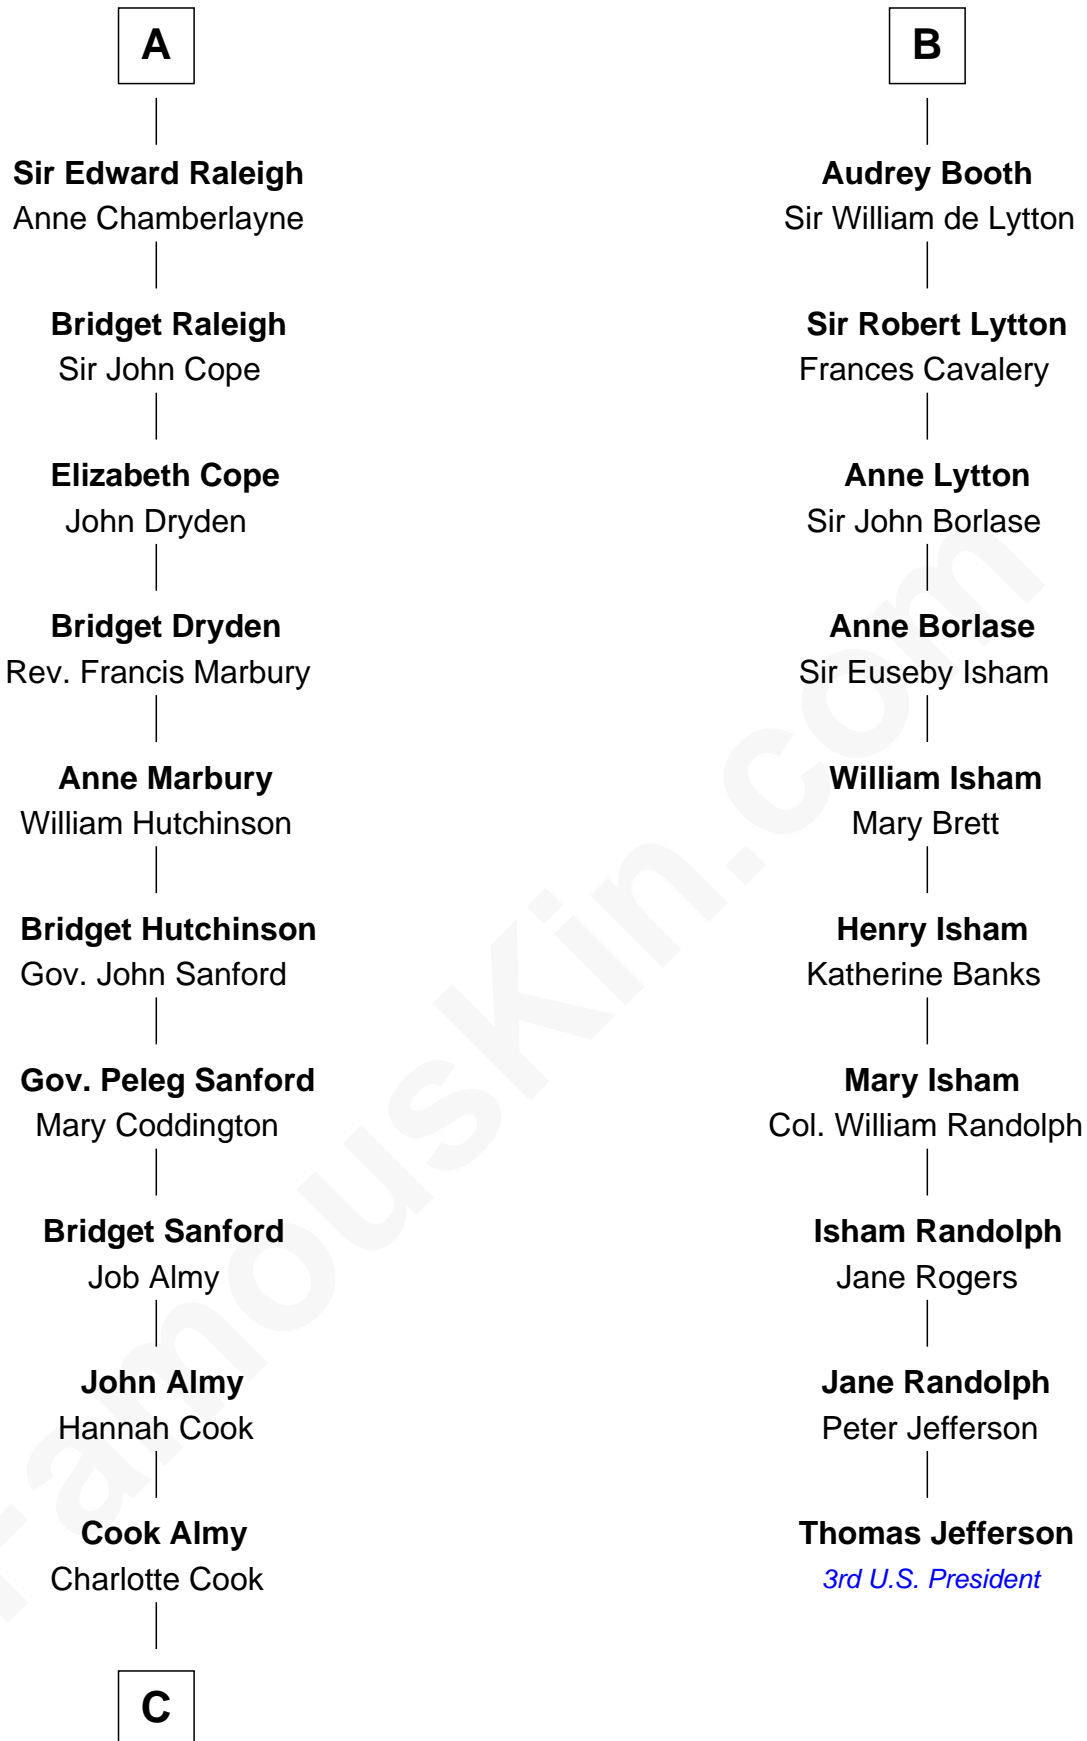 A
Sir Edward Raleigh
Anne Chamberlayne
Bridget Raleigh
Sir John Cope
Elizabeth Cope
John Dryden
Bridget Dryden
Rev. Francis Marbury
Anne Marbury
William Hutchinson
Bridget Hutchinson
Gov. John Sanford
Gov. Peleg Sanford
Mary Coddington
Bridget Sanford
Job Almy
John Almy
Hannah Cook
Cook Almy
Charlotte Cook
C
B
Audrey Booth
Sir William de Lytton
Sir Robert Lytton
Frances Cavalery
Anne Lytton
Sir John Borlase
Anne Borlase
Sir Euseby Isham
William Isham
Mary Brett
Henry Isham
Katherine Banks
Mary Isham
Col. William Randolph
Isham Randolph
Jane Rogers
Jane Randolph
Peter Jefferson
Thomas Jefferson
3rd U.S. President
FamousKin.com